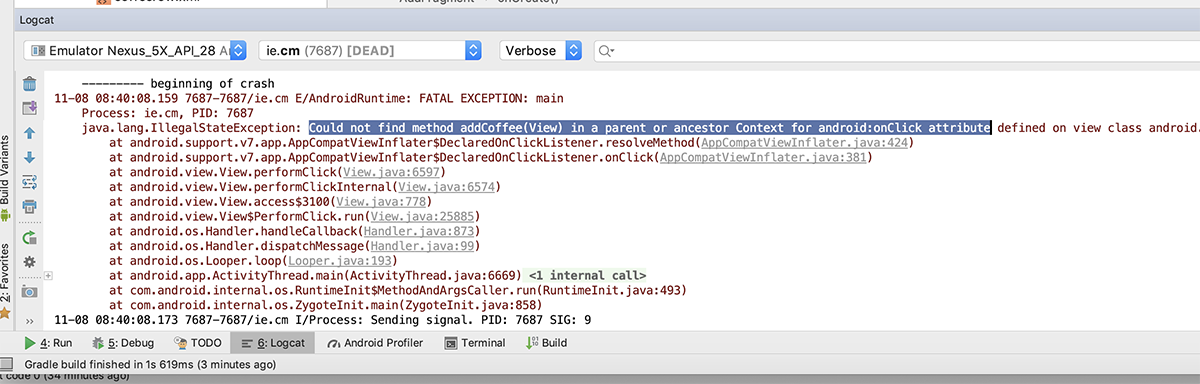 AddFragment onCreate()
Logcat
Emulator Nexus_5X_API_28 A ie.cm (7687) [DEAD] Verbose
--------- beginning of crash
11-08 08:40:08.159 7687-7687/ie.cm E/AndroidRuntime: FATAL EXCEPTION: main
Process: ie.cm, PID: 7687
java.lang.IllegalStateException: Could not find method addCoffee(View) in a parent or ancestor Context for android:onClick attribute defined on view class android.
at android.support.v7.app.AppCompatViewInflater$DeclaredOnClickListener.resolveMethod(AppCompatViewInflater.java:424)
at android.support.v7.app.AppCompatViewInflater$DeclaredOnClickListener.onClick(AppCompatViewInflater.java:381)
at android.view.View.performClick(View.java:6597)
at android.view.View.performClickInternal(View.java:6574)
at android.view.View.access$3100(View.java:778)
at android.view.View$PerformClick.run(View.java:25885)
at android.os.Handler.handleCallback(Handler.java:873)
at android.os.Handler.dispatchMessage(Handler.java:99)
at android.os.Looper.loop(Looper.java:193)
at android.app.ActivityThread.main(ActivityThread.java:6669) <1 internal call>
at com.android.internal.os.RuntimeInit$MethodAndArgsCaller.run(RuntimeInit.java:493)
at com.android.internal.os.ZygoteInit.main(ZygoteInit.java:858)
11-08 08:40:08.173 7687-7687/ie.cm I/Process: Sending signal. PID: 7687 SIG: 9
Build Variants
2: Favorites
4: Run 5: Debug TODO 6: Logcat Android Profiler Terminal Build
Gradle build finished in 1s 619ms (3 minutes ago)
t code 0 (34 minutes ago)